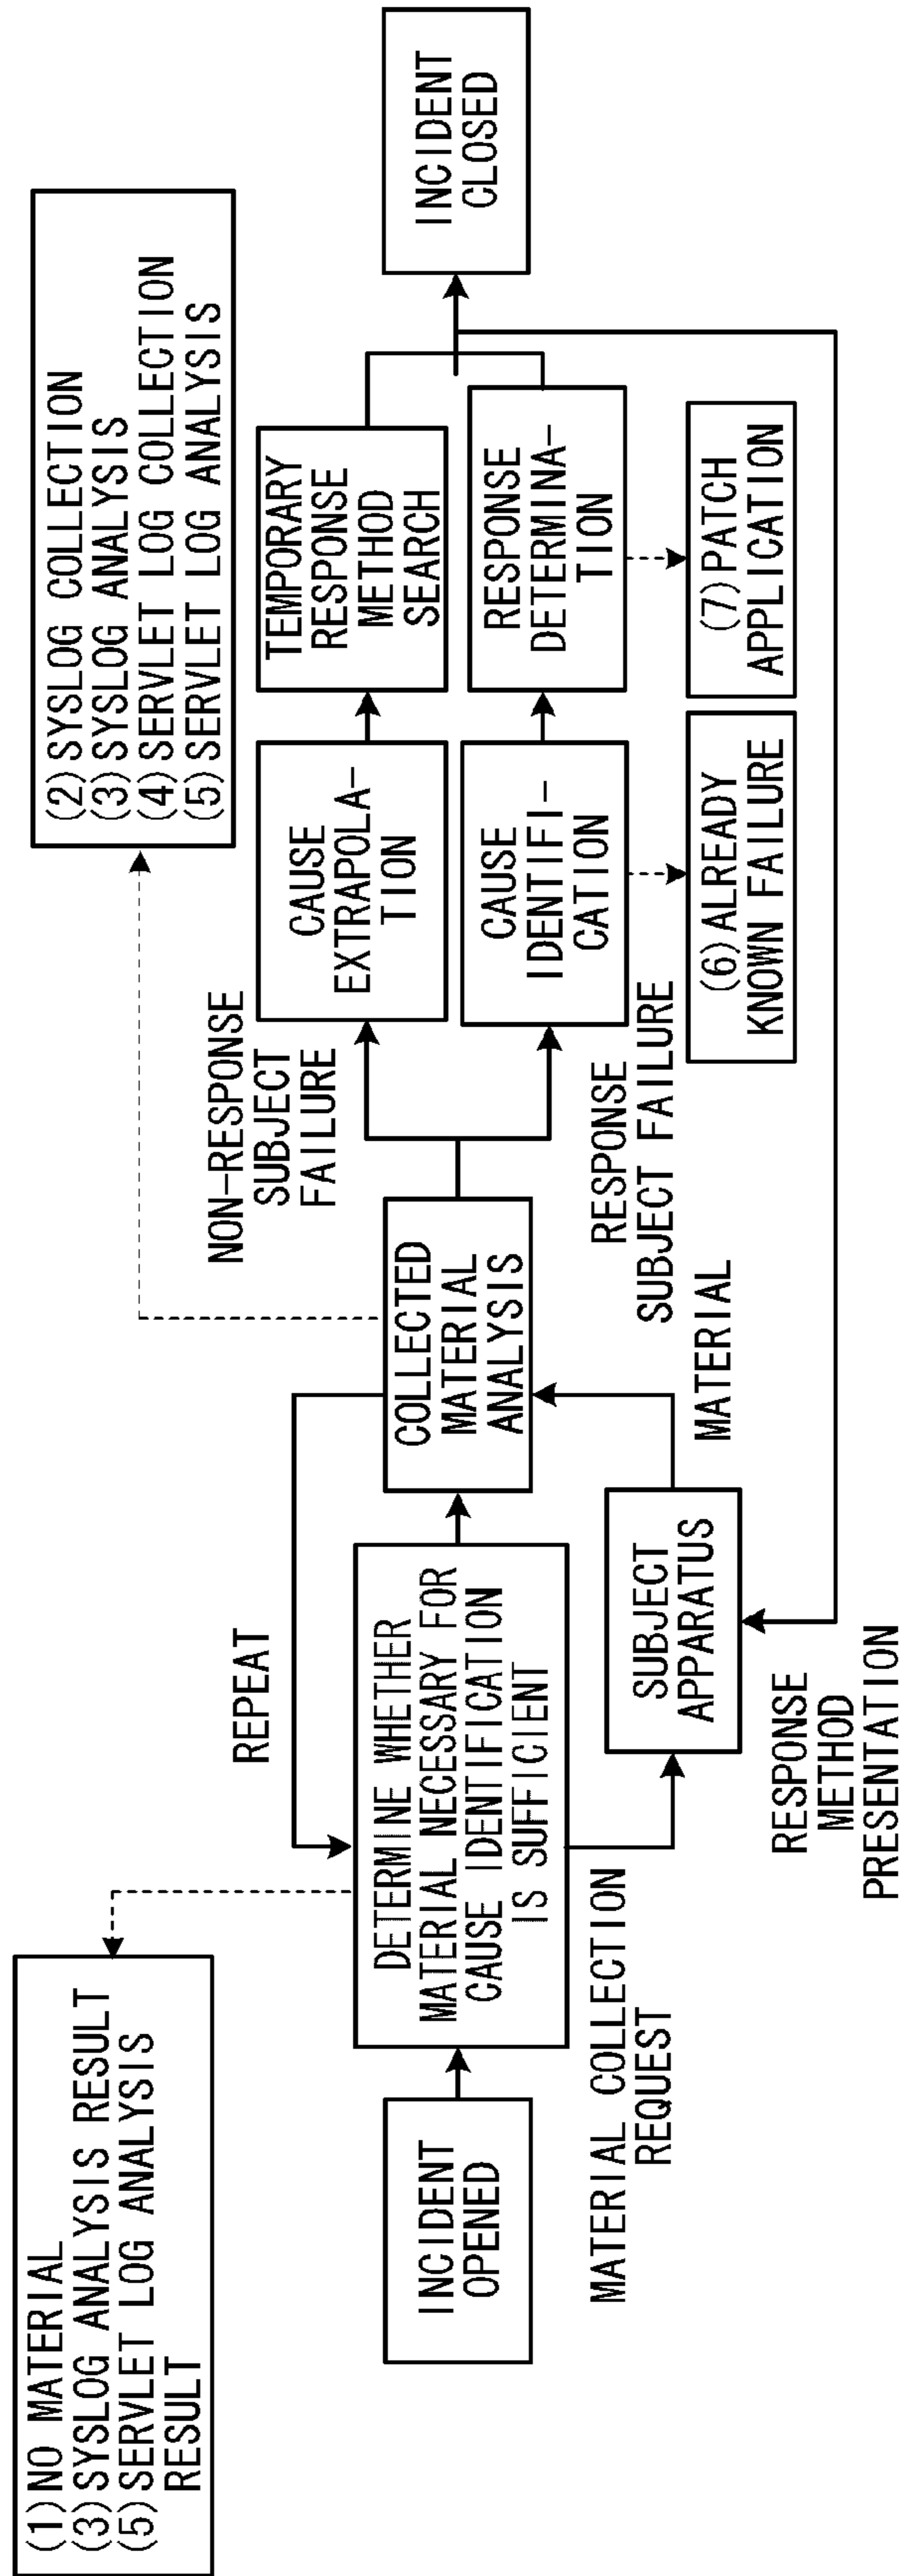 (1)NO MATERIAL
(3)SYSLOG ANALYSIS RESULT
(5)SERVLET LOG ANALYSIS
RESULT
(2)SYSLOG COLLECTION
(3)SYSLOG ANALYSIS
(4)SERVLET LOG COLLECTION
(5)SERVLET LOG ANALYSIS
INCIDENT
OPENED
DETERMINE WHETHER
MATERIAL NECESSARY FOR
CAUSE IDENTIFICATION
IS SUFFICIENT
REPEAT
MATERIAL COLLECTION
REQUEST
SUBJECT
APPARATUS
MATERIAL
COLLECTED
MATERIAL
ANALYSIS
NON-RESPONSE
SUBJECT
FAILURE
RESPONSE
SUBJECT FAILURE
CAUSE
EXTRAPOLA-
TION
TEMPORARY
RESPONSE
METHOD
SEARCH
CAUSE
IDENTIFI-
CATION
RESPONSE
DETERMINA-
TION
(6)ALREADY
KNOWN FAILURE
(7)PATCH
APPLICATION
INCIDENT
CLOSED
RESPONSE
METHOD
PRESENTATION